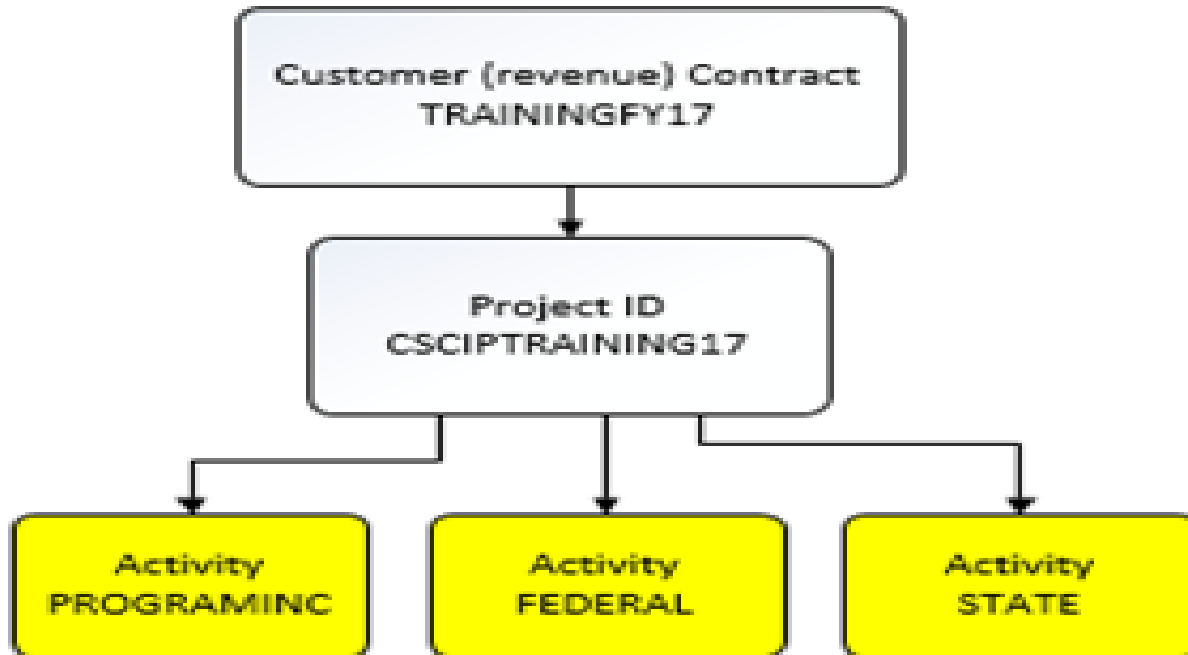 Customer (revenue) Contract
TRAININGFY17
Project ID
CSCIPTRAINING17
Activity
PROGRAMINC
Activity
FEDERAL
Activity
STATE